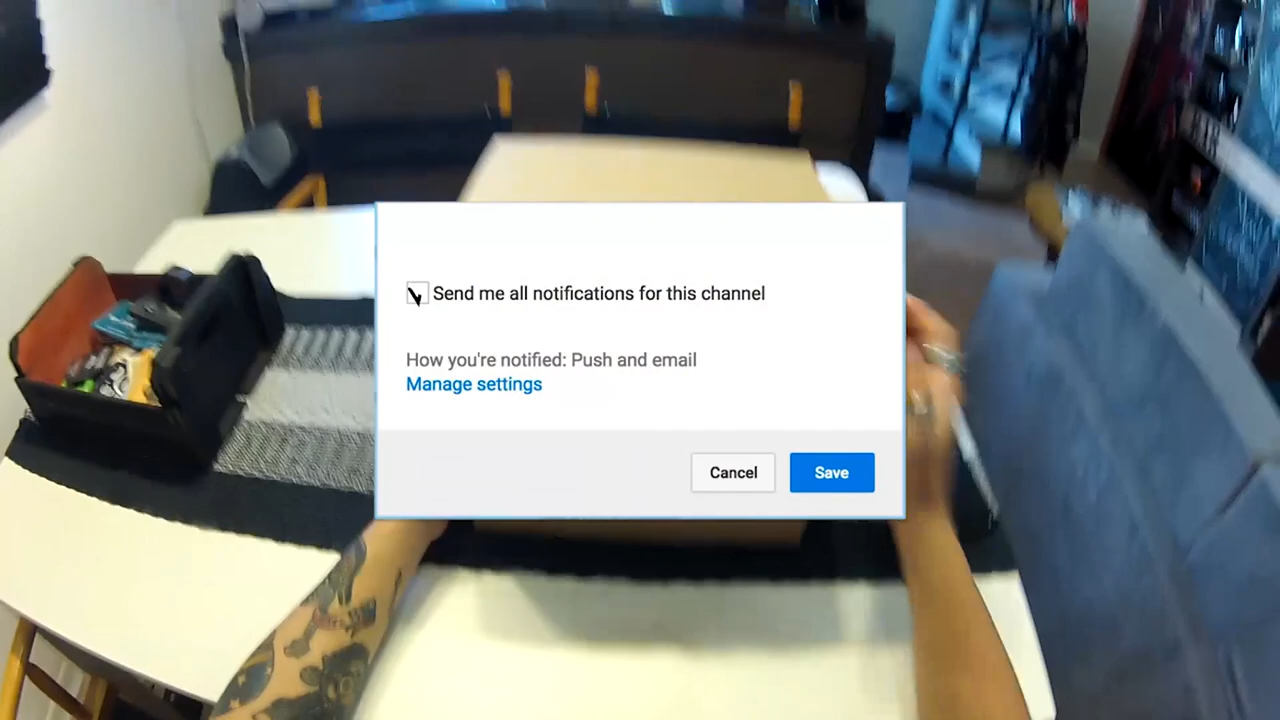 Send me all notifications for this channel
How you're notified: Push and email
Manage settings
Cancel
Save